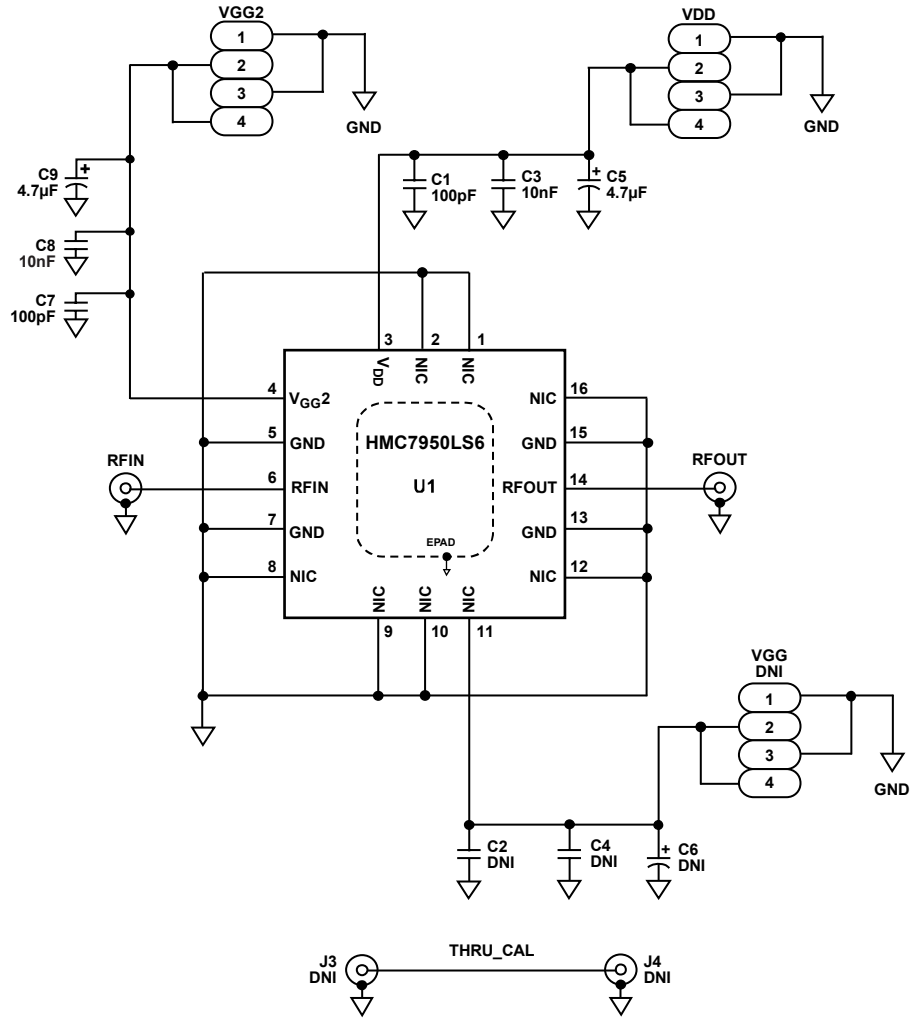 VGG2
1
2
3
4
GND
VDD
1
2
3
4
GND
C9
4.7µF
+
C8
10nF
C7
100pF
C1
100pF
C3
10nF
+
C5
4.7µF
3
2
1
VDD
NIC
NIC
4
VGG2
5
GND
6
RFIN
7
GND
8
NIC
RFIN
HMC7950LS6
U1
EPAD
NIC
16
GND
15
RFOUT
14
GND
13
NIC
12
RFOUT
NIC
NIC
NIC
9
10
11
VGG
DNI
1
2
3
4
GND
C2
DNI
C4
DNI
+
C6
DNI
THRU_CAL
J3
DNI
J4
DNI